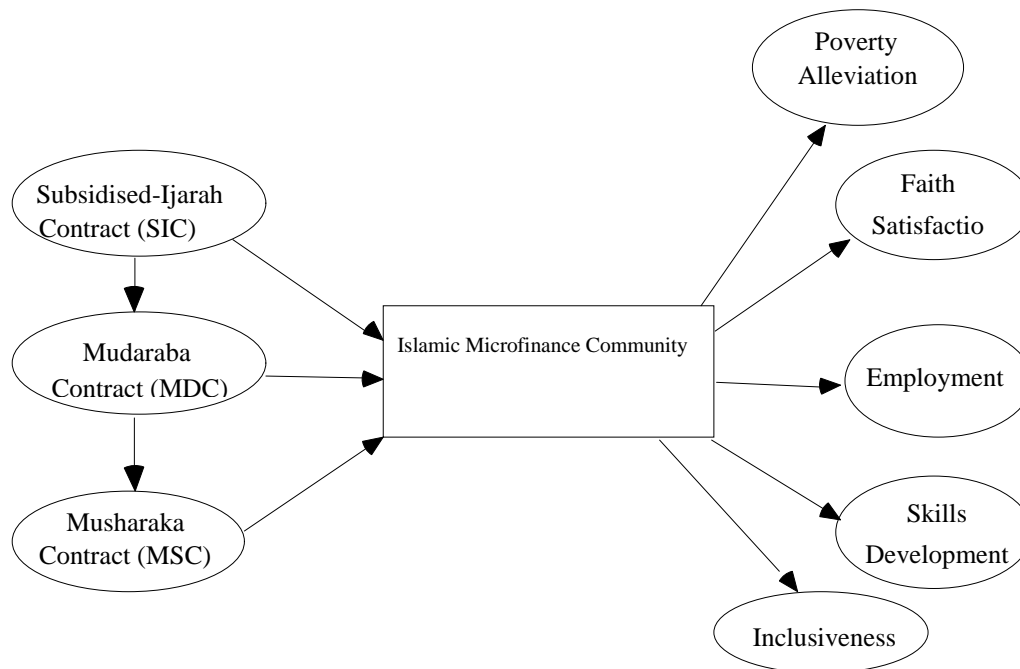 Subsidised-Ijarah
Contract (SIC)
Mudaraba
Contract (MDC)
Musharaka
Contract (MSC)
Islamic Microfinance Community
Poverty
Alleviation
Faith
Satisfactio
Employment
Skills
Development
Inclusiveness